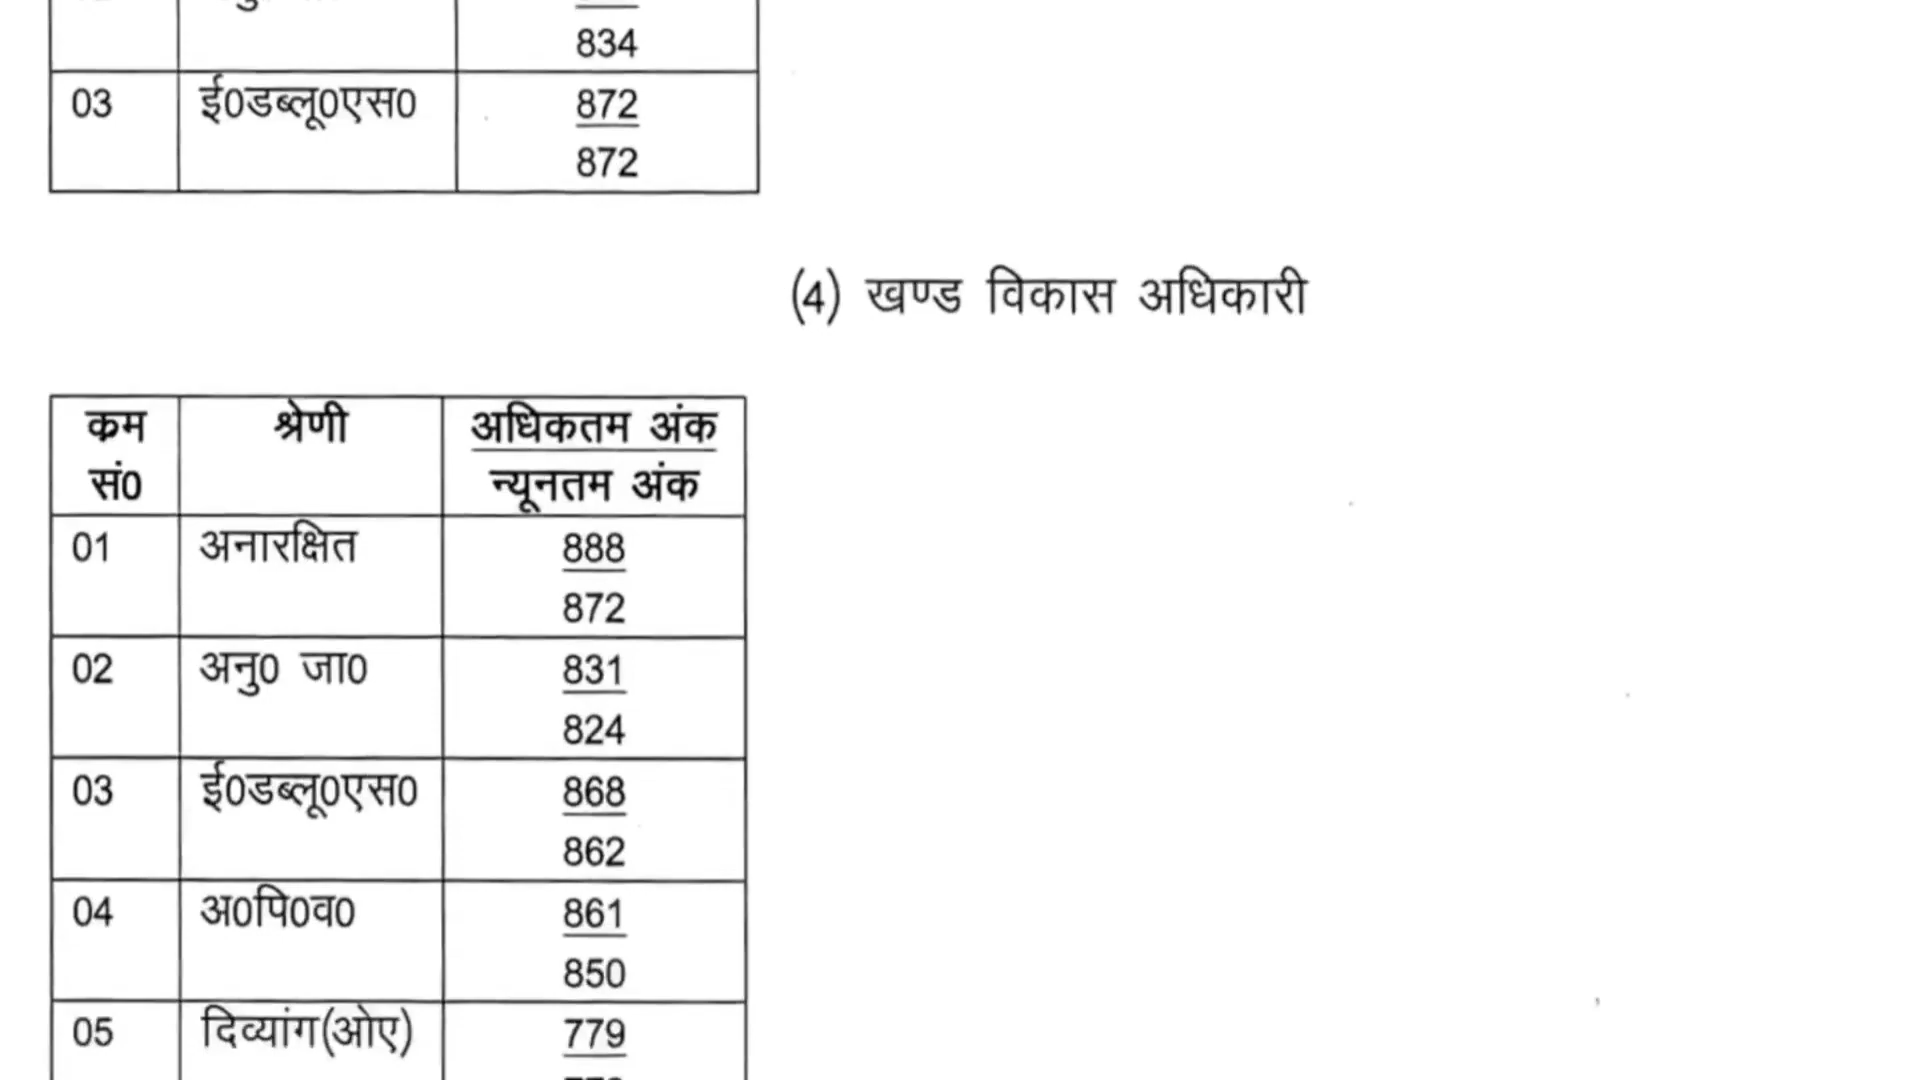 834
03 ई0डब्लू0एस0 872
872
(4) खण्ड विकास अधिकारी
क्रम श्रेणी अधिकतम अंक
सं0 न्यूनतम अंक
01 अनारक्षित 888
872
02 अनु0 जा0 831
824
03 ई0डब्लू0एस0 868
862
04 अ0पि0व0 861
850
05 दिव्यांग(ओए) 779